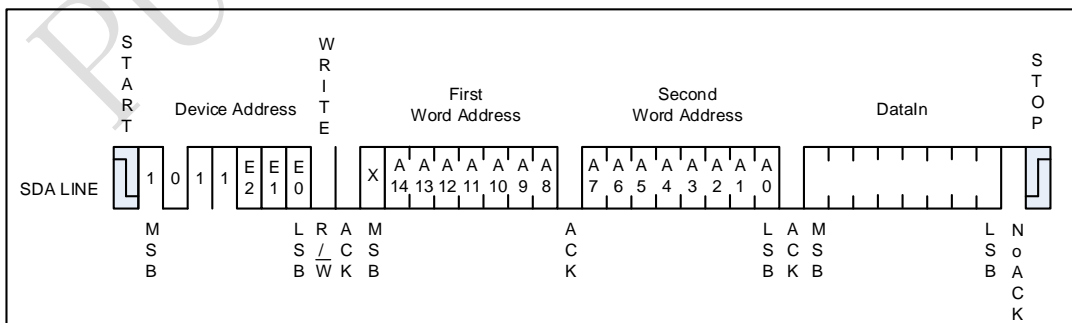 PU
START
WRITE
STOP
Device Address
First
Word Address
Second
Word Address
DataIn
SDA LINE
1 0 1 1 E2 E1 E0
X A14 A13 A12 A11 A10 A9 A8
A7 A6 A5 A4 A3 A2 A1 A0
MSB
LSB
R/W
ACK
MSB
ACK
LSB
ACK
MSB
LSB
NoACK